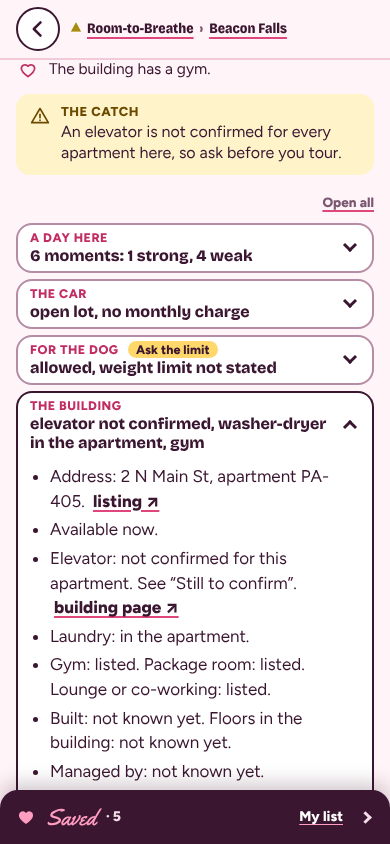 Room-to-Breathe › Beacon Falls
The building has a gym.
THE CATCH
An elevator is not confirmed for every
apartment here, so ask before you tour.
Open all
A DAY HERE
6 moments: 1 strong, 4 weak
THE CAR
open lot, no monthly charge
FOR THE DOG Ask the limit
allowed, weight limit not stated
THE BUILDING
elevator not confirmed, washer-dryer
in the apartment, gym
• Address: 2 N Main St, apartment PA-
405. listing ↗
• Available now.
• Elevator: not confirmed for this
apartment. See “Still to confirm”.
building page ↗
• Laundry: in the apartment.
• Gym: listed. Package room: listed.
Lounge or co-working: listed.
• Built: not known yet. Floors in the
building: not known yet.
• Managed by: not known yet.
Saved · 5 My list